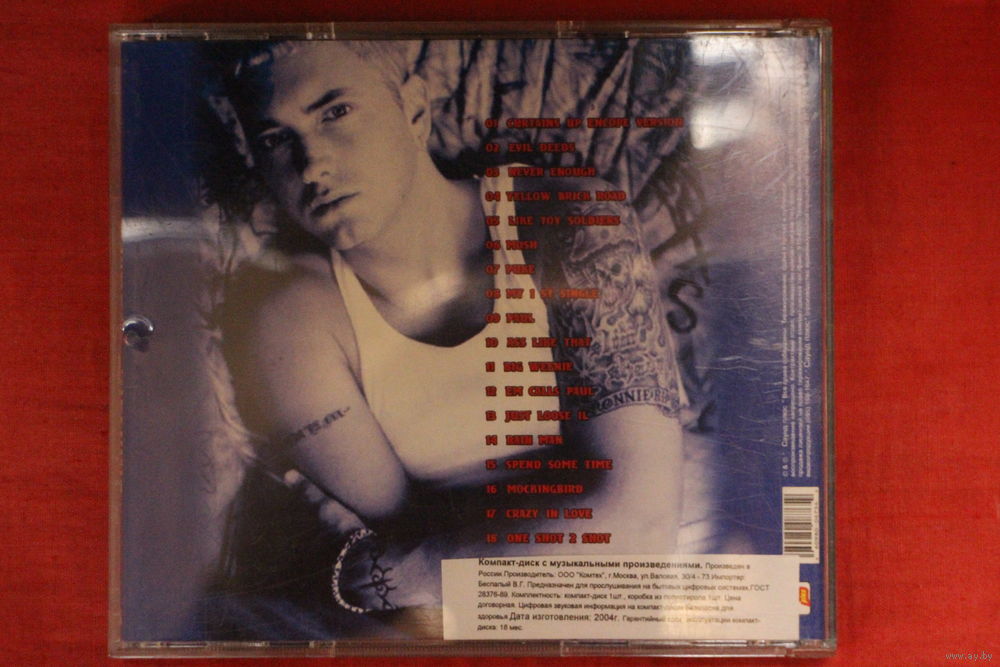 01 CURTAINS UP ENCOPE VERSION
02 EVIL DEEDS
03 NEVER ENOUGH
04 YELLOW BRICK ROAD
05 LIKE TOY SOLDIERS
06 MOSH
07 PUKE
08 MY 1 ST SINGLE
09 PAUL
10 ASS LIKE THAT
11 BIG WEENIE
12 EM CALLS PAUL
13 JUST LOOSE IL
14 RAIN MAN
15 SPEND SOME TIME
16 MOCKINGBIRD
17 CRAZY IN LOVE
18 ONE SHOT 2 SHOT
Компакт-диск с музыкальными произведениями. Произведен в
России.Производитель: ООО "Комтех", г.Москва, ул.Валовая, 30/4 - 73.Импортер:
Беспалый В.Г. Предназначен для прослушивания на бытовых цифровых системах.ГОСТ
28376-89. Комплектность: компакт-диск 1шт., коробка из полистирола 1шт. Цена
договорная. Цифровая звуковая информация на компакт-диске безвредна для
здоровья Дата изготовления: 2004г. Гарантийный срок эксплуатации компакт-
диска: 18 мес.
RONNIE R
www.ay.by